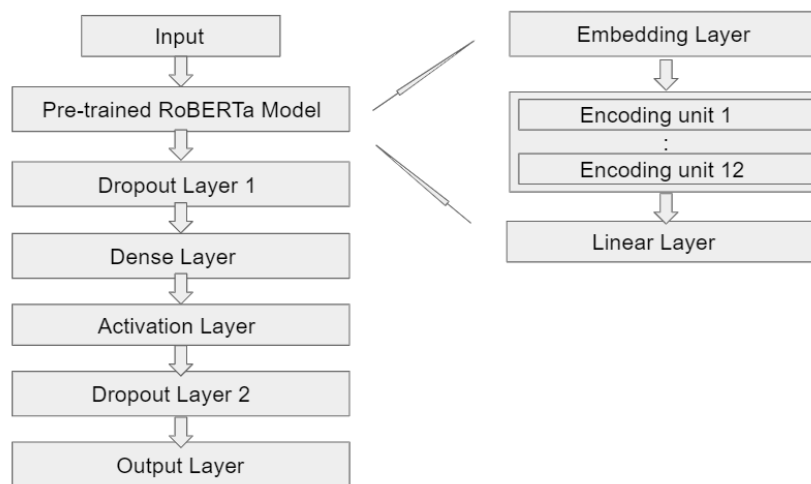 Input
Pre-trained RoBERTa Model
Dropout Layer 1
Dense Layer
Activation Layer
Dropout Layer 2
Output Layer
Embedding Layer
Encoding unit 1
:
Encoding unit 12
Linear Layer